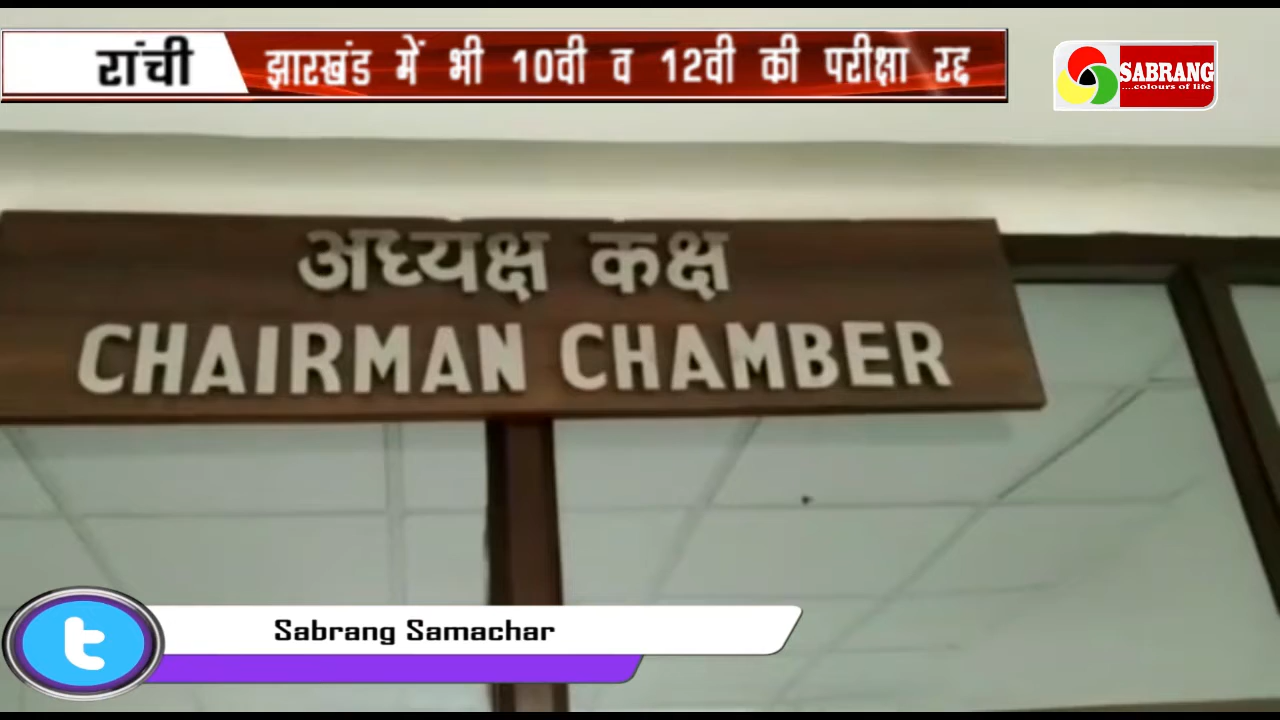 रांची
झारखंड में भी 10वी व 12वी की परीक्षा रद्द
SABRANG
...colours of life
अध्यक्ष कक्ष
CHAIRMAN CHAMBER
Sabrang Samachar